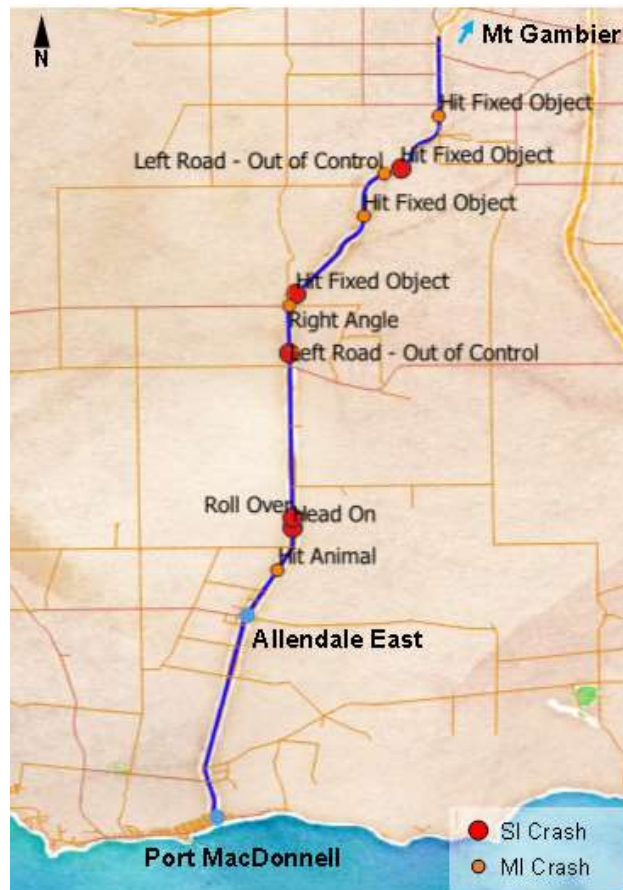 N
Mt Gambier
Hit Fixed Object
Left Road - Out of Control
Hit Fixed Object
Hit Fixed Object
Hit Fixed Object
Right Angle
Left Road - Out of Control
Roll Over
Head On
Hit Animal
Allendale East
Port MacDonnell
SI Crash
MI Crash